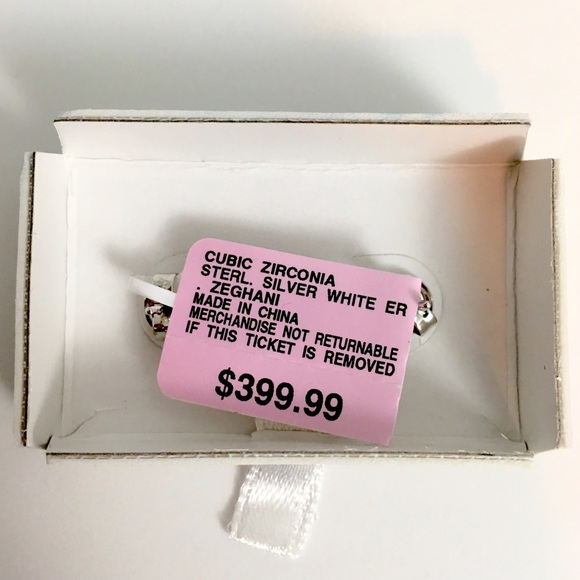 CUBIC ZIRCONIA
STERL. SILVER WHITE ER
. ZEGHANI
MADE IN CHINA
MERCHANDISE NOT RETURNABLE
IF THIS TICKET IS REMOVED
$399.99